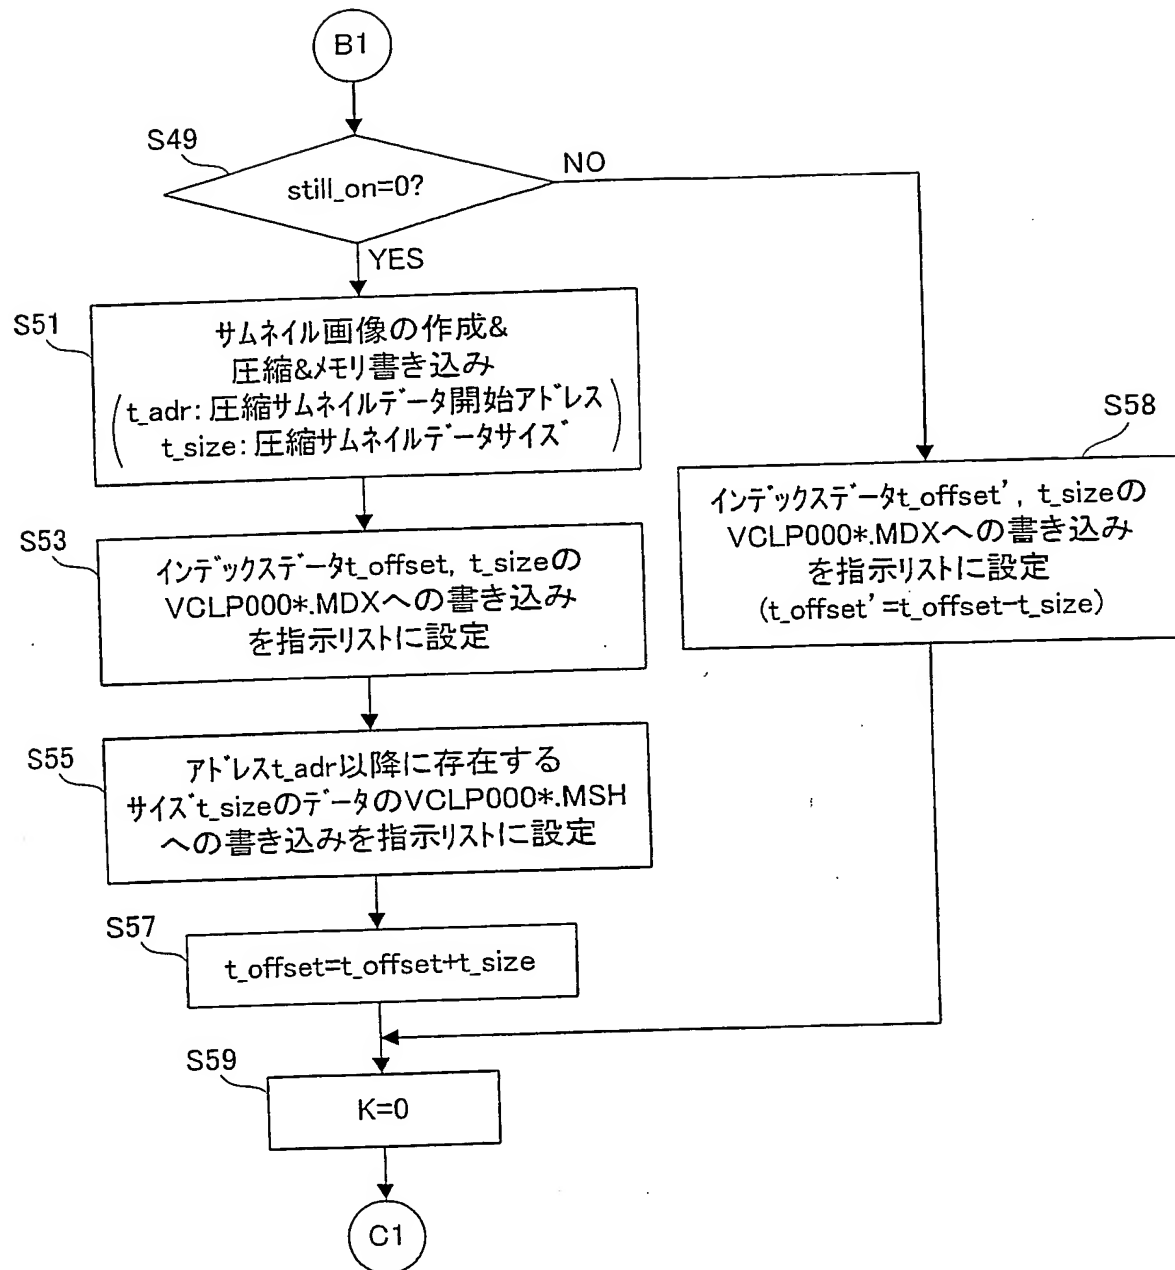 B1
S49
still_on=0?
NO
YES
S51
サムネイル画像の作成&
圧縮&メモリ書き込み
t_adr:圧縮サムネイルデータ開始アドレス
t_size:圧縮サムネイルデータサイズ
S58
インデックスデータt_offset', t_sizeの
VCLP000*.MDXへの書き込み
を指示リストに設定
(t_offset'=t_offset-t_size)
S53
インデックスデータt_offset, t_sizeの
VCLP000*.MDXへの書き込み
を指示リストに設定
S55
アドレスt_adr以降に存在する
サイズt_sizeのデータのVCLP000*.MSH
への書き込みを指示リストに設定
S57
t_offset=t_offset+t_size
S59
K=0
C1